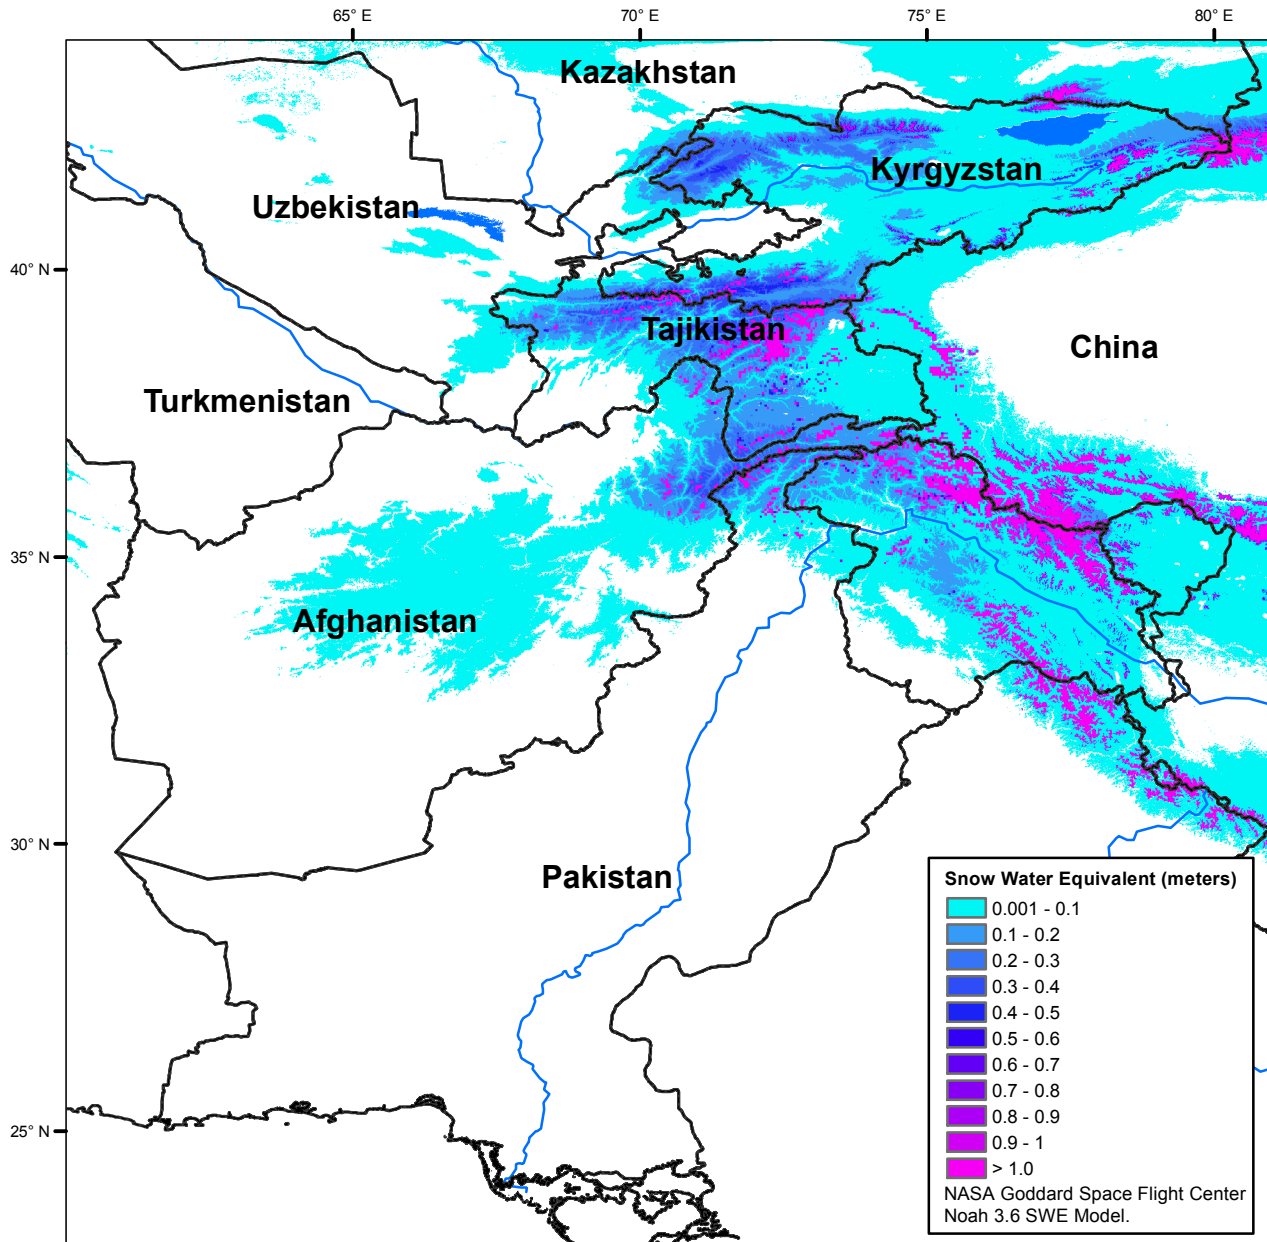 65° E
70° E
75° E
80° E
Kazakhstan
Kyrgyzstan
Uzbekistan
40° N
Tajikistan
China
Turkmenistan
35° N
Afghanistan
30° N
Pakistan
25° N
Snow Water Equivalent (meters)
0.001 - 0.1
0.1 - 0.2
0.2 - 0.3
0.3 - 0.4
0.4 - 0.5
0.5 - 0.6
0.6 - 0.7
0.7 - 0.8
0.8 - 0.9
0.9 - 1
> 1.0
NASA Goddard Space Flight Center
Noah 3.6 SWE Model.